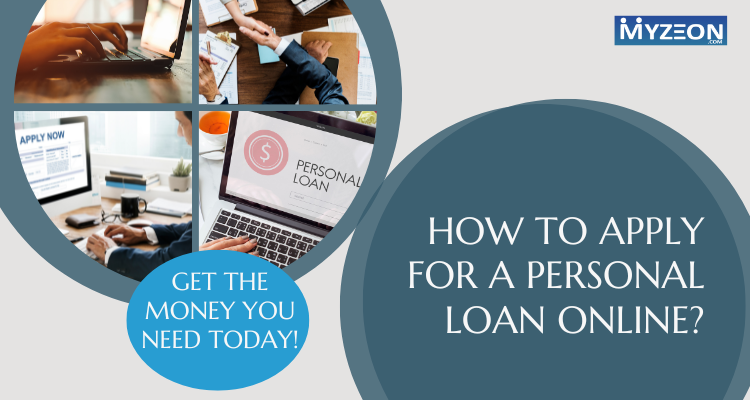 MYZEON
.COM
APPLY NOW
PERSONAL
LOAN
GET THE
MONEY YOU
NEED TODAY!
HOW TO APPLY
FOR A PERSONAL
LOAN ONLINE?